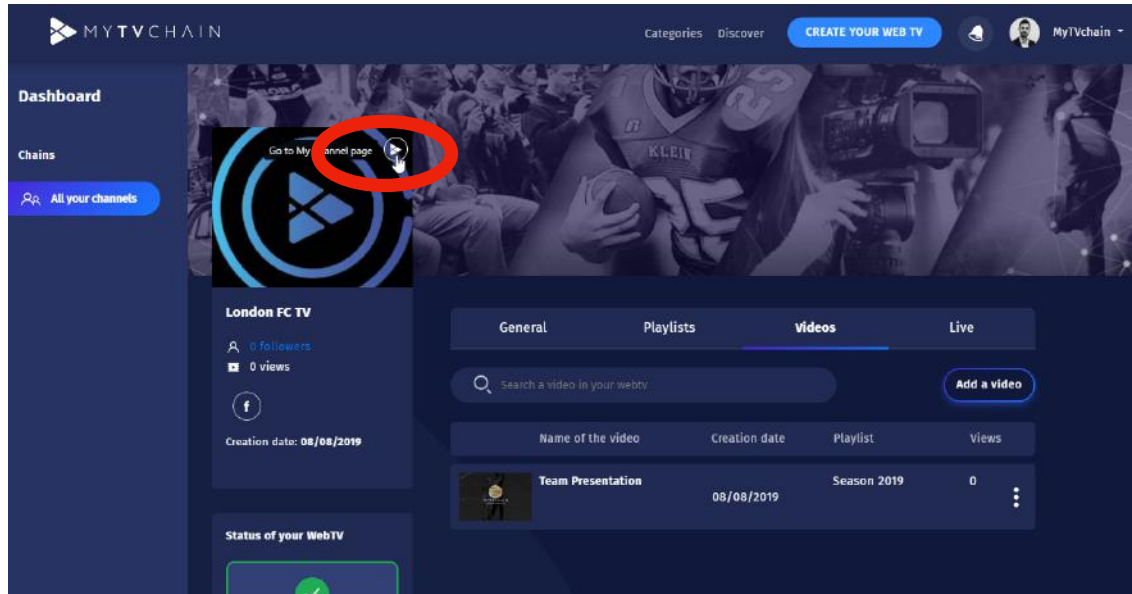 MYTVCHAIN
Categories Discover CREATE YOUR WEB TV MyTVchain
Dashboard
Chains
All your channels
Go to My annel page
KLEIN
25
London FC TV
0 followers
0 views
f
Creation date: 08/08/2019
Status of your WebTV
General Playlists Videos Live
Search a video in your webtv
Add a video
Name of the video Creation date Playlist Views
Team Presentation 08/08/2019 Season 2019 0